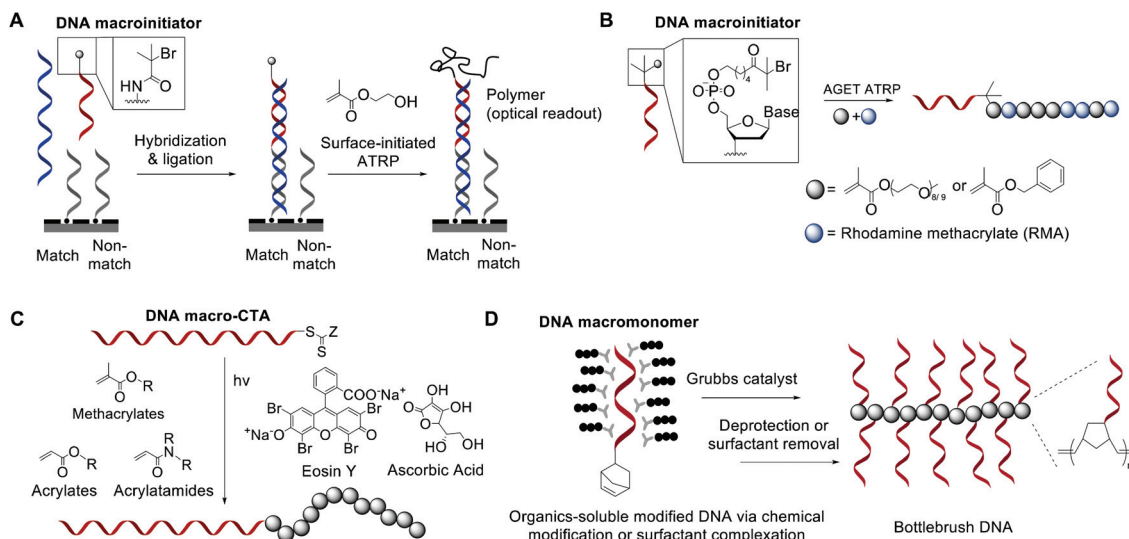 A
DNA macroinitiator
Br
O
NH
Hybridization
& ligation
O
OH
O
Surface-initiated
ATRP
Polymer
(optical readout)
Match
Non-
match
Match
Non-
match
Match
Non-
match
B
DNA macroinitiator
O
Br
O
4
⁻O-P=O
O
O
Base
AGET ATRP
+
= O O 8/9 or O
O O
= Rhodamine methacrylate (RMA)
C
DNA macro-CTA
S Z
S
O R
O
Methacrylates
hv
O R
O
Acrylates
R
N R
O
Acrylatamides
COO⁻Na⁺
Br Br
⁺Na⁻O O O
Br Br
Eosin Y
OH
O O
OH
HO OH
Ascorbic Acid
D
DNA macromonomer
Grubbs catalyst
Deprotection or
surfactant removal
Organics-soluble modified DNA via chemical
modification or surfactant complexation
Bottlebrush DNA
n